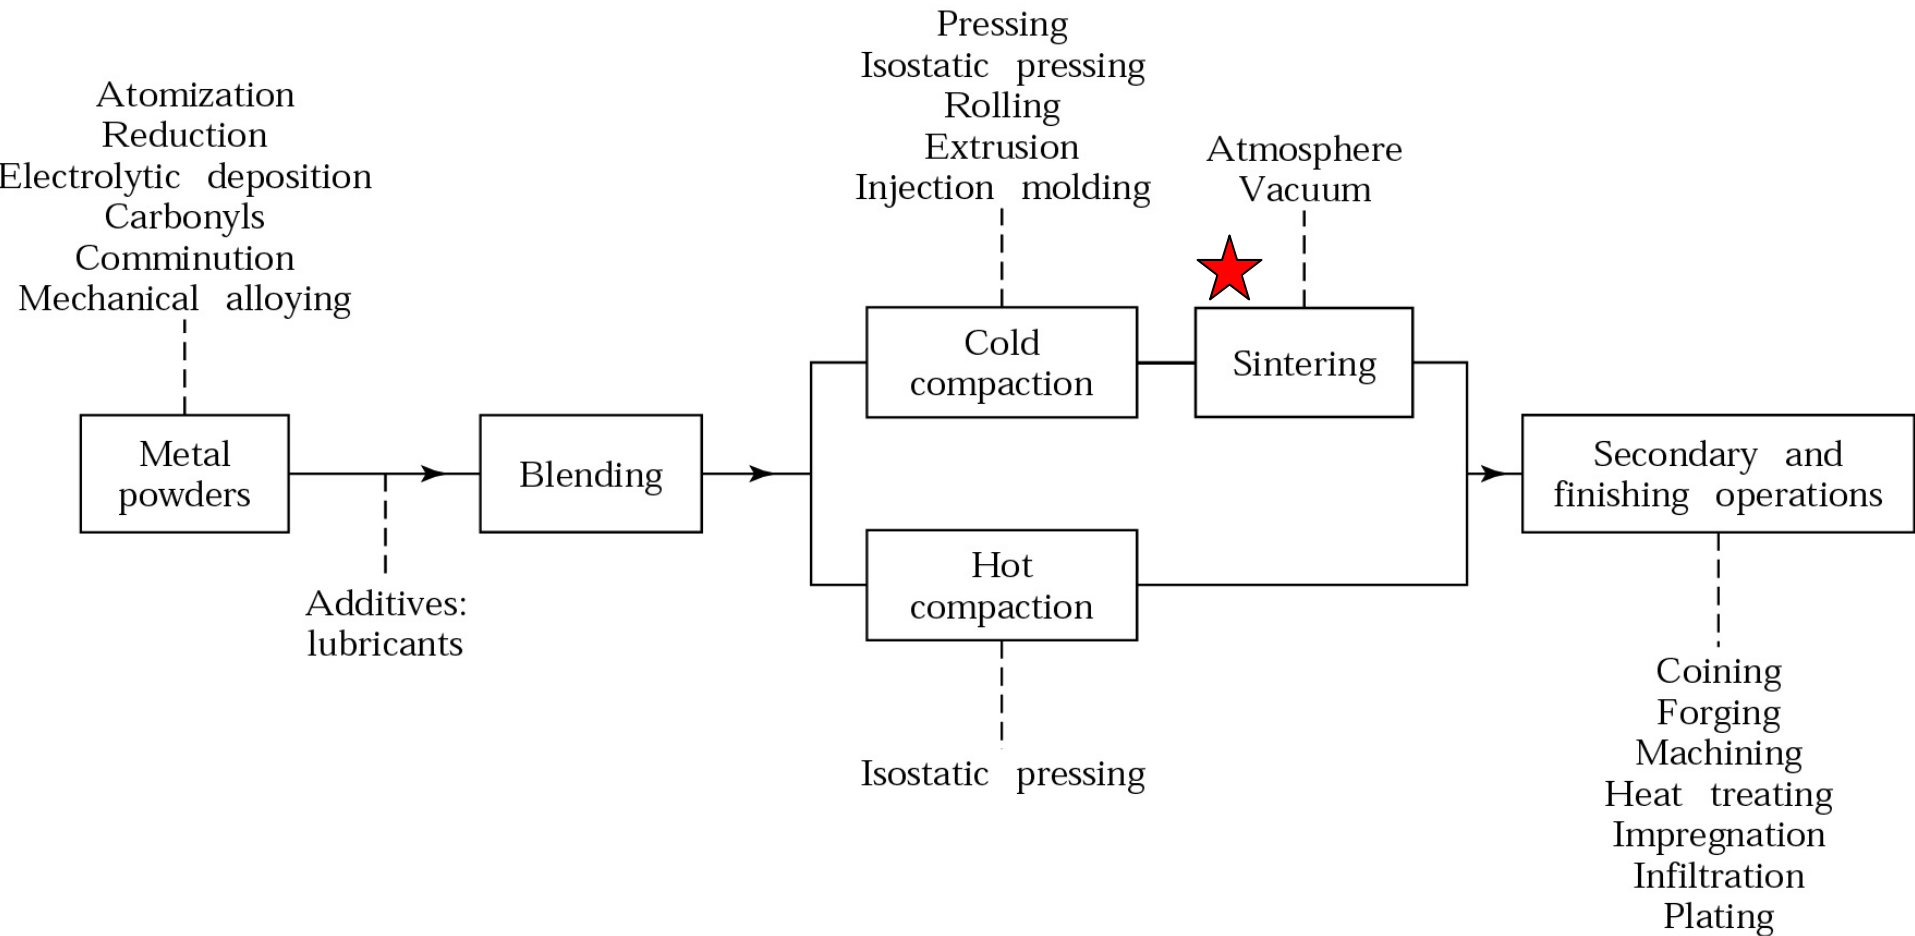 Atomization
Reduction
Electrolytic deposition
Carbonyls
Comminution
Mechanical alloying
Metal
powders
Additives:
lubricants
Blending
Pressing
Isostatic pressing
Rolling
Extrusion
Injection molding
Cold
compaction
Atmosphere
Vacuum
Sintering
Hot
compaction
Isostatic pressing
Secondary and
finishing operations
Coining
Forging
Machining
Heat treating
Impregnation
Infiltration
Plating